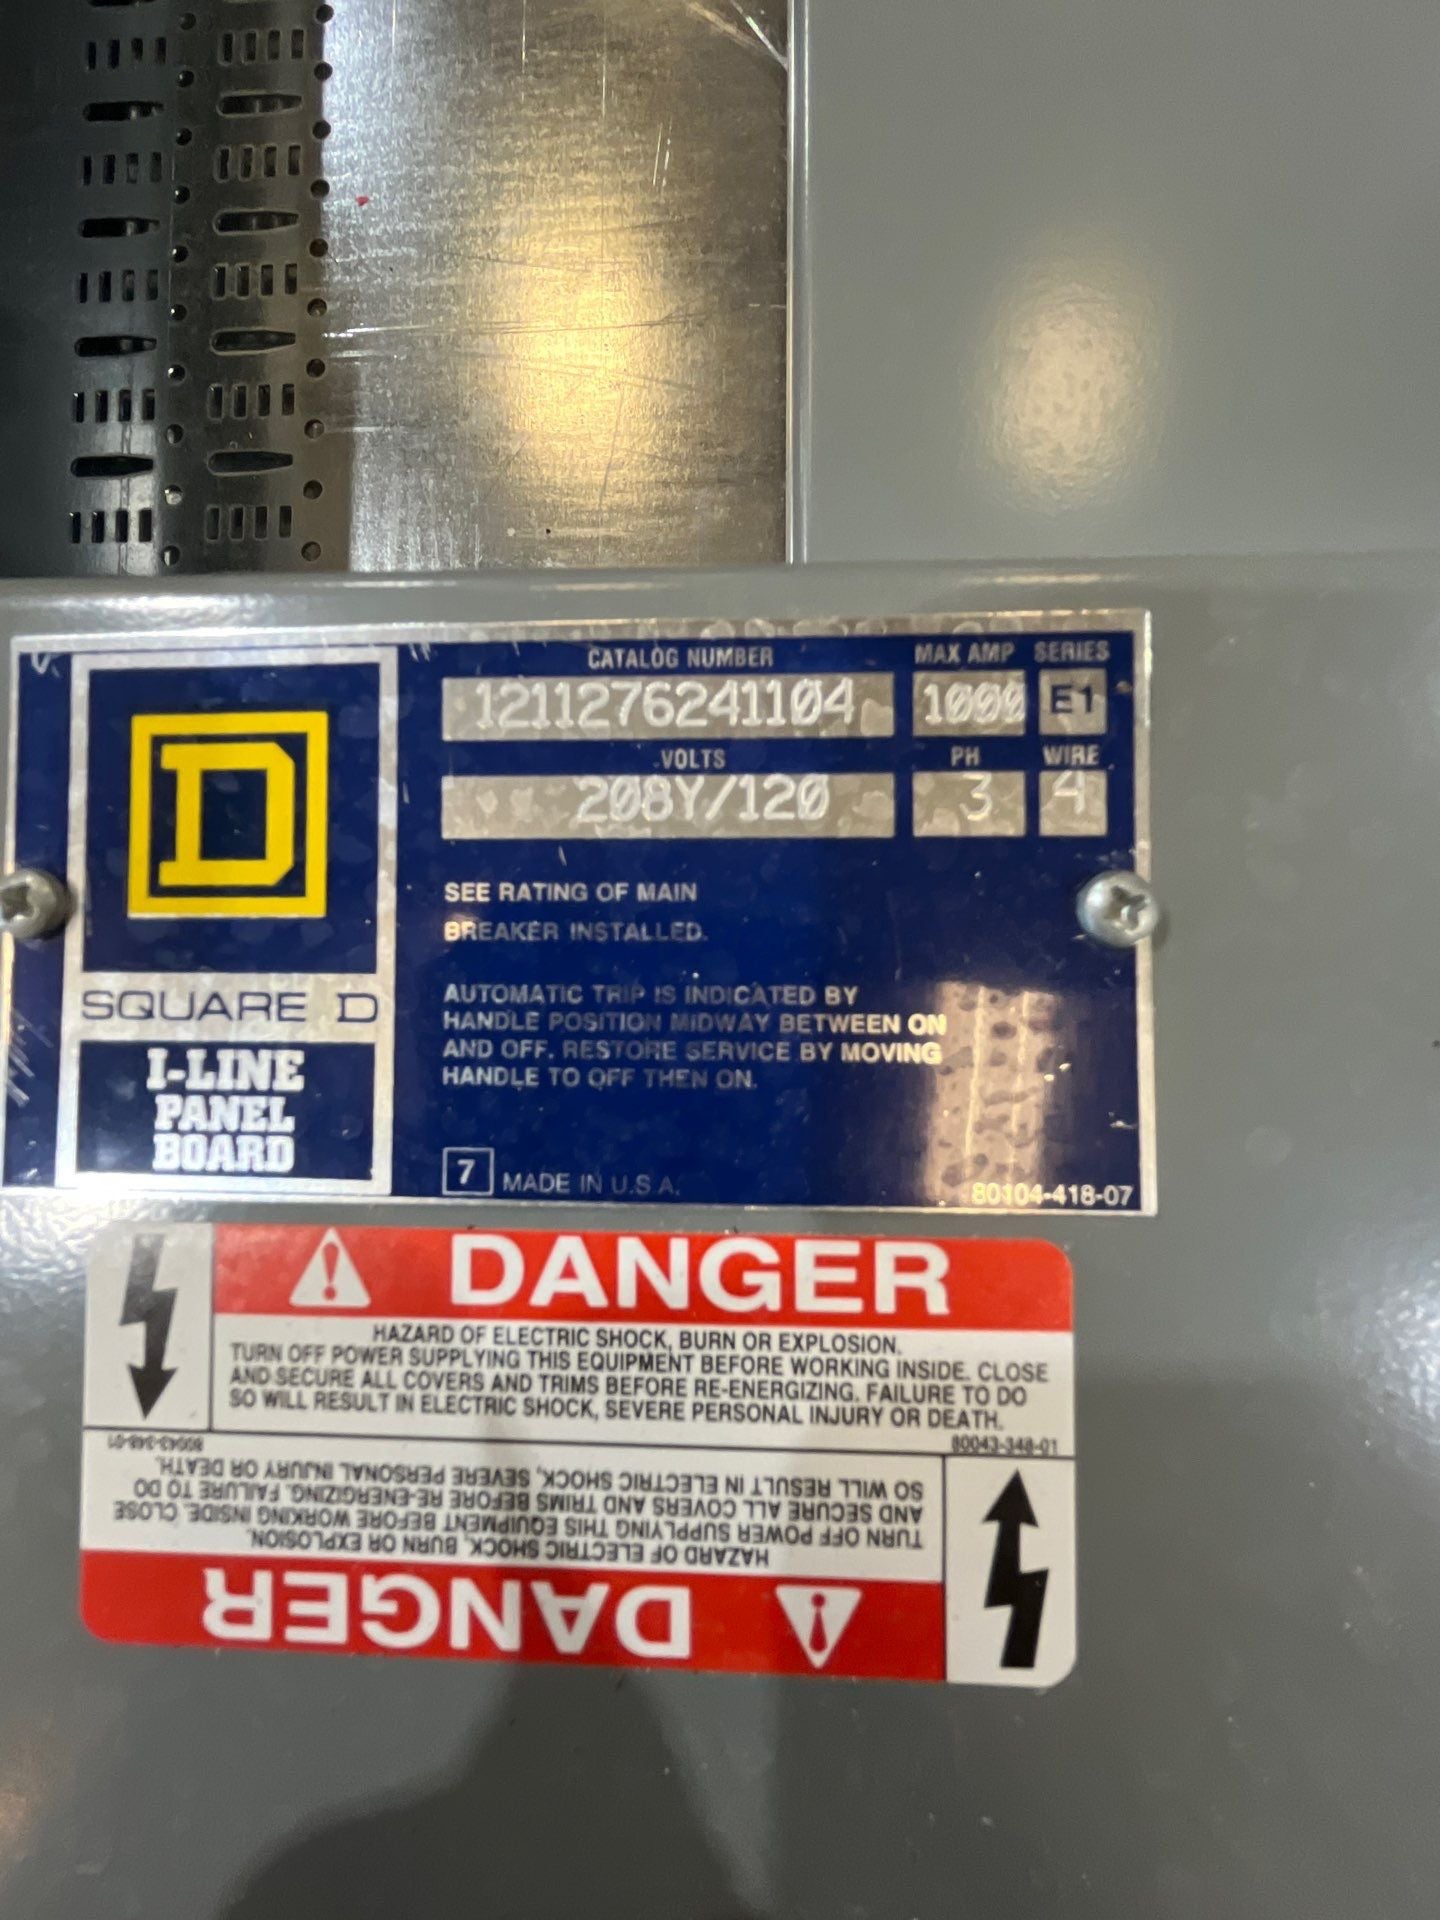 CATALOG NUMBER MAX AMP SERIES
1211276241104 1000 E1
VOLTS PH WIRE
208Y/120 3 4
D
SQUARE D
I-LINE
PANEL
BOARD
SEE RATING OF MAIN
BREAKER INSTALLED.
AUTOMATIC TRIP IS INDICATED BY
HANDLE POSITION MIDWAY BETWEEN ON
AND OFF. RESTORE SERVICE BY MOVING
HANDLE TO OFF THEN ON.
7 MADE IN U.S.A. 80104-418-07
DANGER
HAZARD OF ELECTRIC SHOCK, BURN OR EXPLOSION.
TURN OFF POWER SUPPLYING THIS EQUIPMENT BEFORE WORKING INSIDE. CLOSE
AND SECURE ALL COVERS AND TRIMS BEFORE RE-ENERGIZING. FAILURE TO DO
SO WILL RESULT IN ELECTRIC SHOCK, SEVERE PERSONAL INJURY OR DEATH.
80043-348-01
DANGER
HAZARD OF ELECTRIC SHOCK, BURN OR EXPLOSION.
TURN OFF POWER SUPPLYING THIS EQUIPMENT BEFORE WORKING INSIDE. CLOSE
AND SECURE ALL COVERS AND TRIMS BEFORE RE-ENERGIZING. FAILURE TO DO
SO WILL RESULT IN ELECTRIC SHOCK, SEVERE PERSONAL INJURY OR DEATH.
80043-348-01